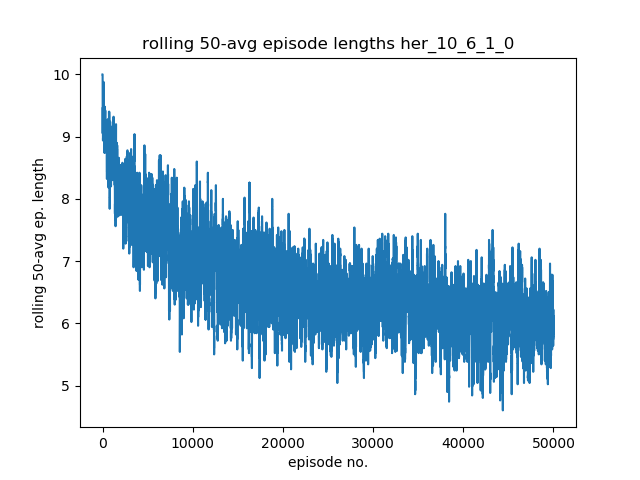 rolling 50-avg episode lengths her_10_6_1_0
rolling 50-avg ep. length
10
9
8
7
6
5
0 10000 20000 30000 40000 50000
episode no.